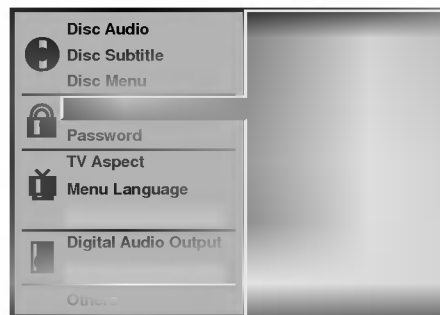 Disc Audio
Disc Subtitle
Disc Menu
Password
TV Aspect
Menu Language
Digital Audio Output
Others